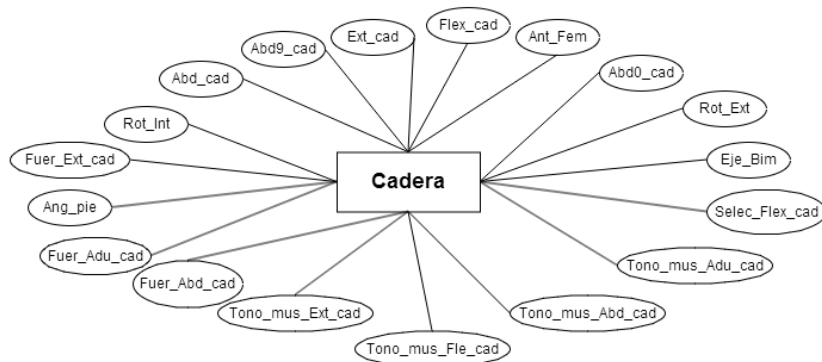 Flex_cad
Ext_cad
Ant_Fem
Abd9_cad
Abd_cad
Abd0_cad
Rot_Int
Rot_Ext
Fuer_Ext_cad
Eje_Bim
Cadera
Ang_pie
Selec_Flex_cad
Fuer_Adu_cad
Tono_mus_Adu_cad
Fuer_Abd_cad
Tono_mus_Ext_cad
Tono_mus_Abd_cad
Tono_mus_Fle_cad